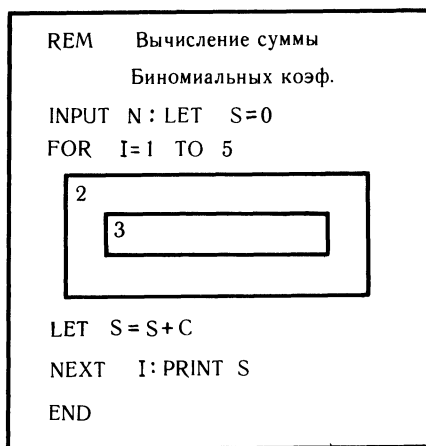 REM Вычисление суммы
Биномиальных коэф.
INPUT N : LET S=0
FOR I=1 TO 5
2
3
LET S=S+C
NEXT I: PRINT S
END